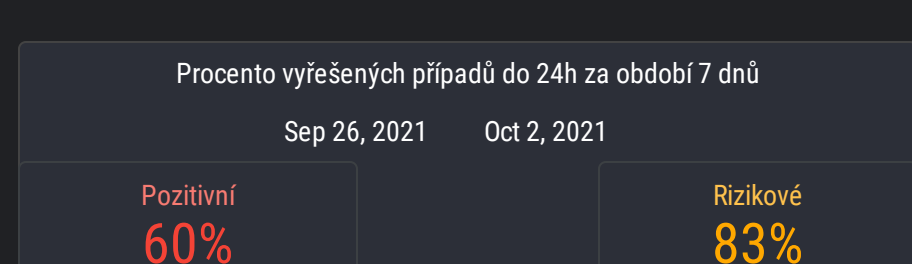 Procento vyřešených případů do 24h za období 7 dnů
Sep 26, 2021 Oct 2, 2021
Pozitivní Rizikové
60% 83%